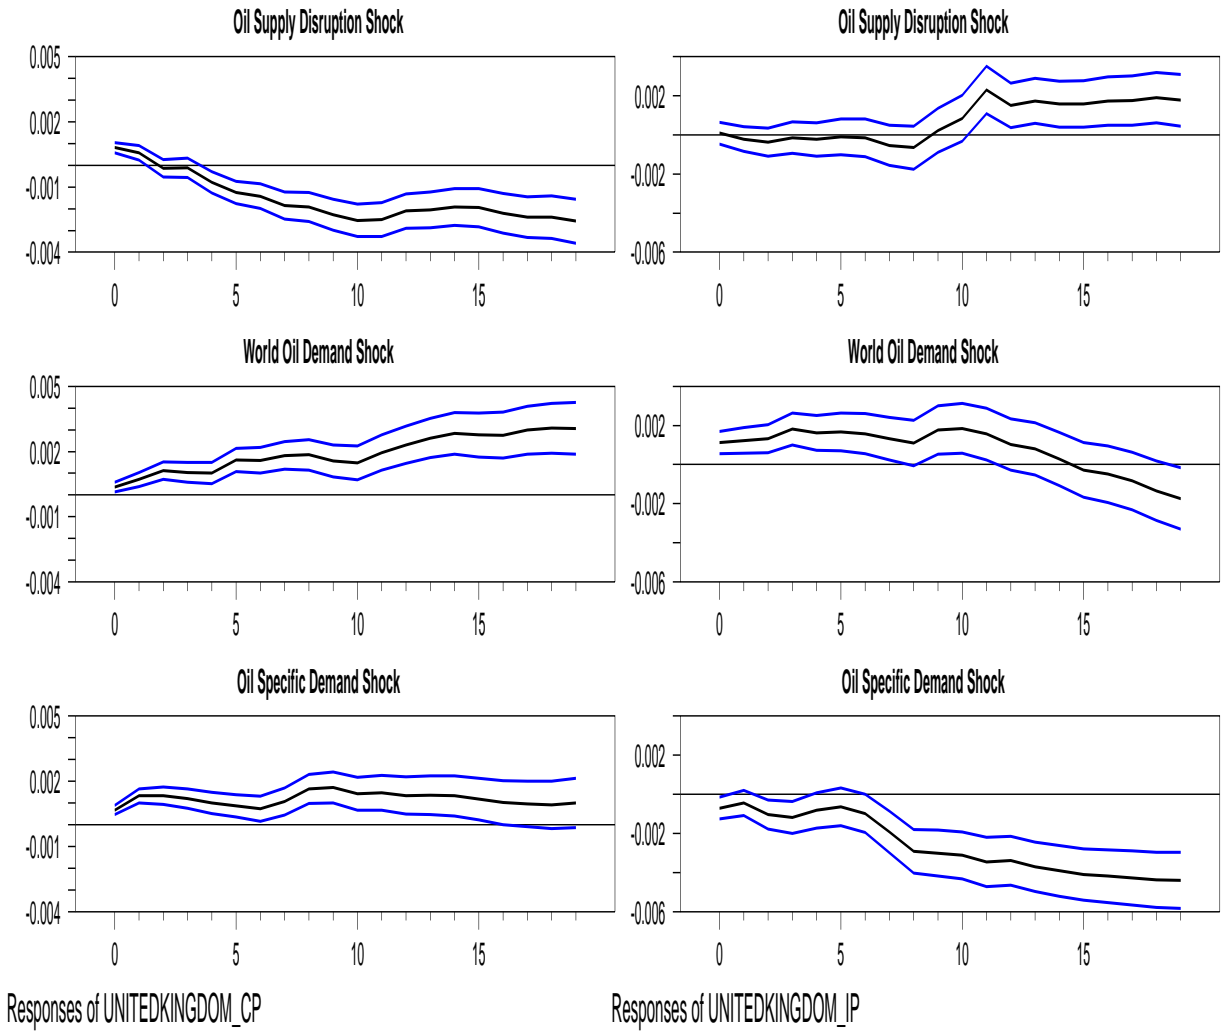 Oil Supply Disruption Shock
0.005
0.002
-0.001
-0.004
0 5 10 15
World Oil Demand Shock
0.005
0.002
-0.001
-0.004
0 5 10 15
Oil Specific Demand Shock
0.005
0.002
-0.001
-0.004
0 5 10 15
Responses of UNITEDKINGDOM_CP
Oil Supply Disruption Shock
0.002
-0.002
-0.006
0 5 10 15
World Oil Demand Shock
0.002
-0.002
-0.006
0 5 10 15
Oil Specific Demand Shock
0.002
-0.002
-0.006
0 5 10 15
Responses of UNITEDKINGDOM_IP